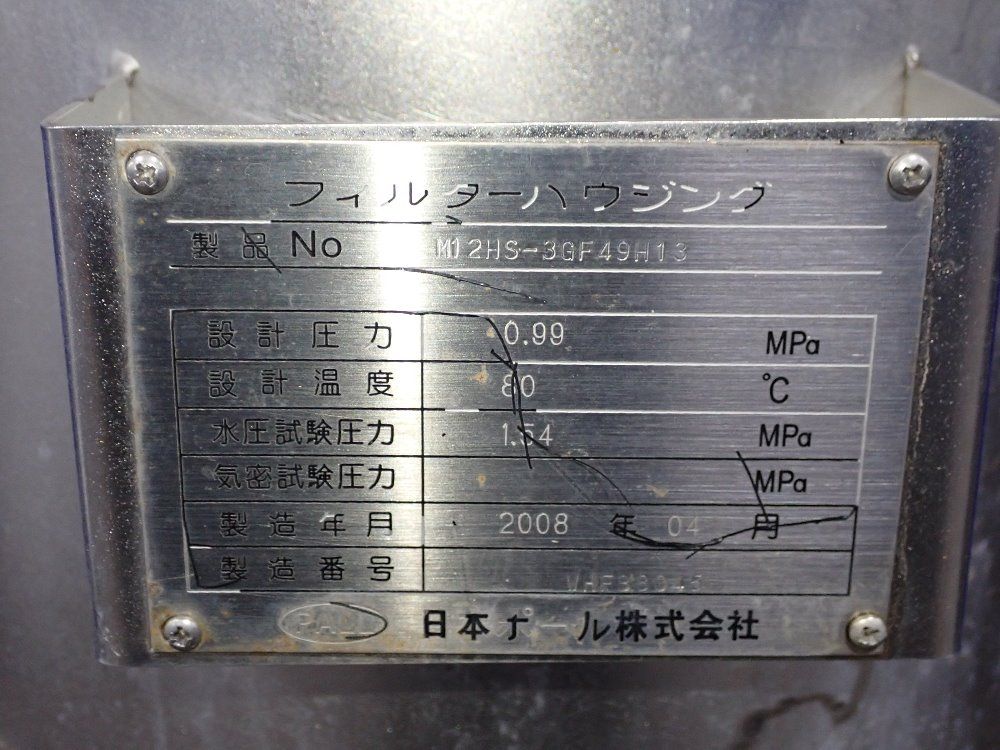 フィルターハウジング
製品 No M12HS-3GF49H13
設計圧力 0.99 MPa
設計温度 80 ℃
水圧試験圧力 1.54 MPa
気密試験圧力 MPa
製造年月 2008 年 04 月
製造番号
PALL 日本ポール株式会社